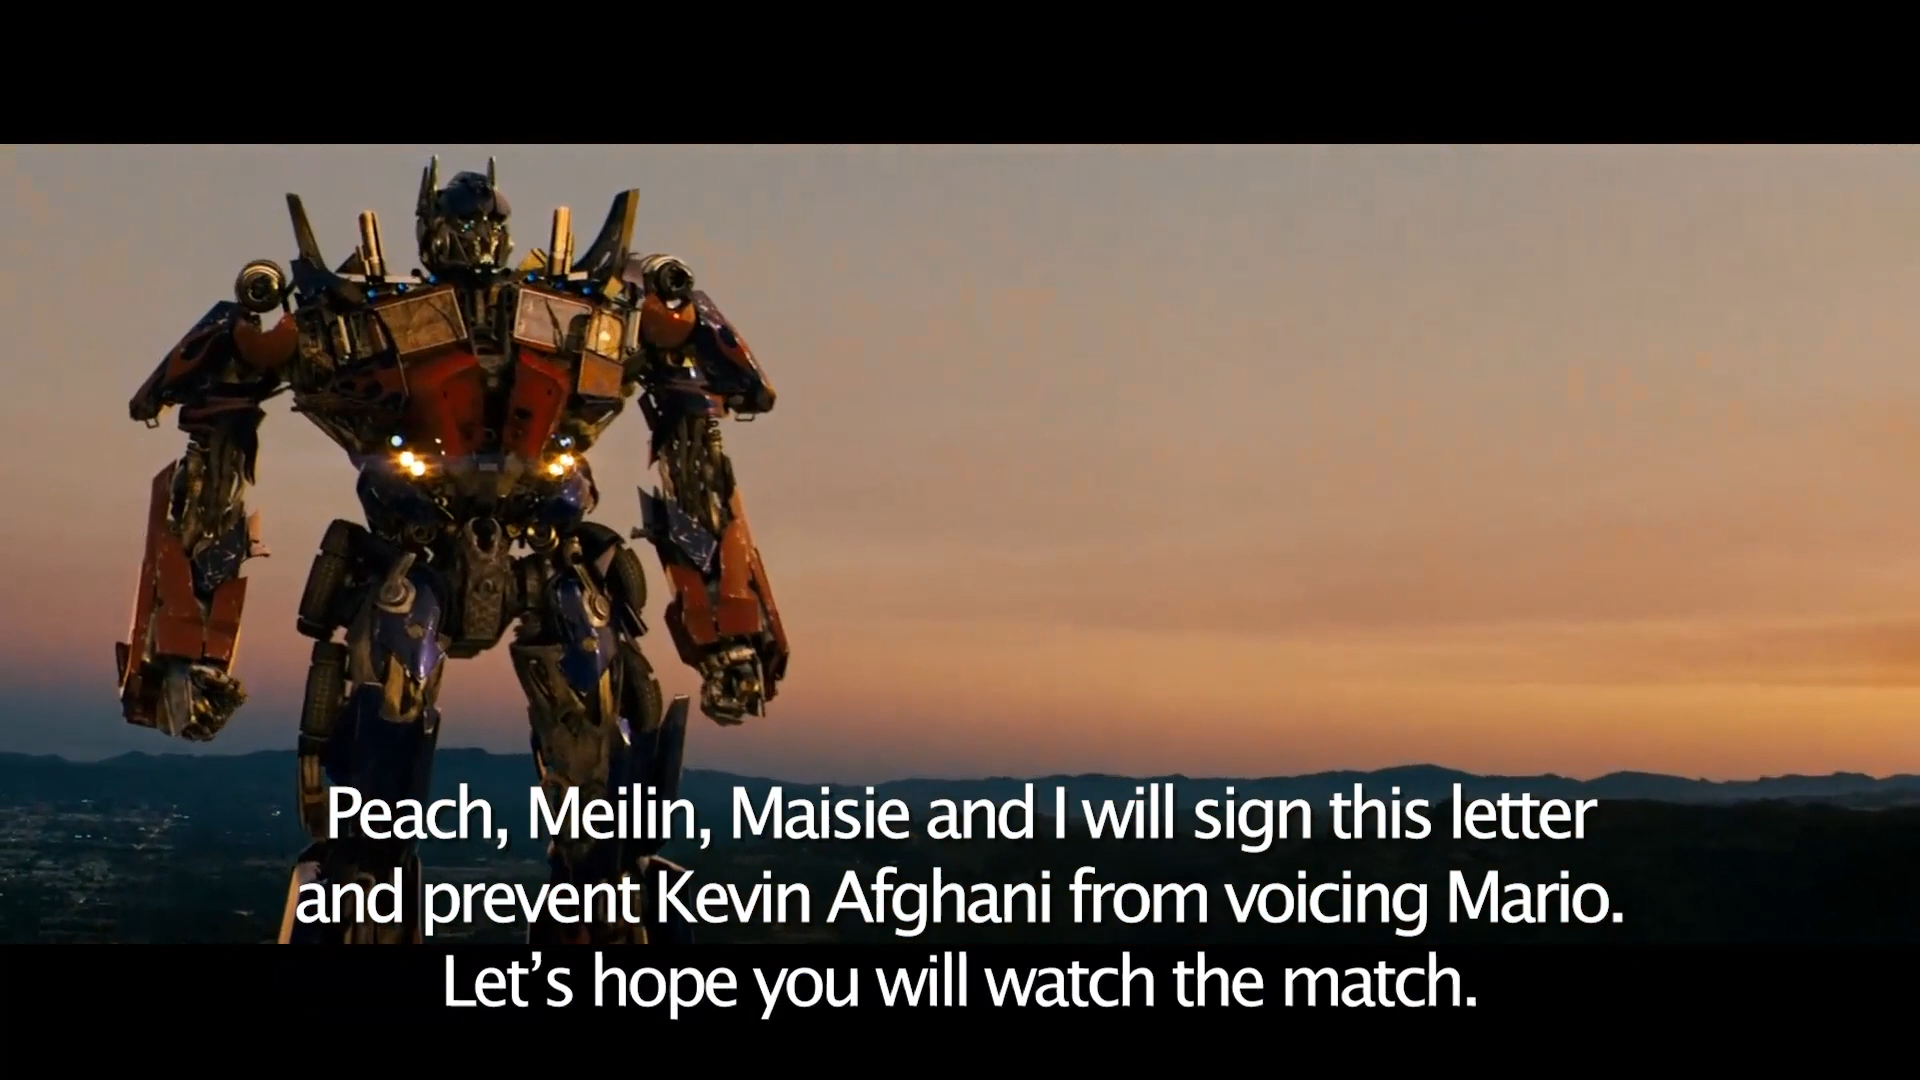 Peach, Meilin, Maisie and I will sign this letter
and prevent Kevin Afghani from voicing Mario.
Let’s hope you will watch the match.